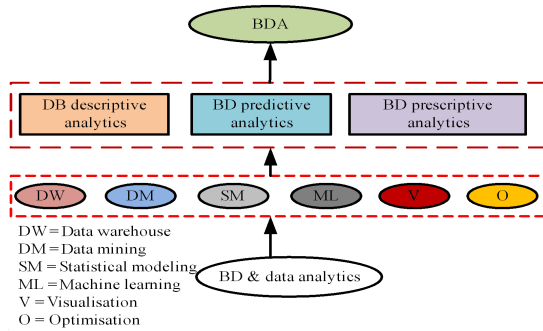 BDA
DB descriptive
analytics
BD predictive
analytics
BD prescriptive
analytics
DW
DM
SM
ML
V
O
DW = Data warehouse
DM = Data mining
SM = Statistical modeling
ML = Machine learning
V = Visualisation
O = Optimisation
BD & data analytics